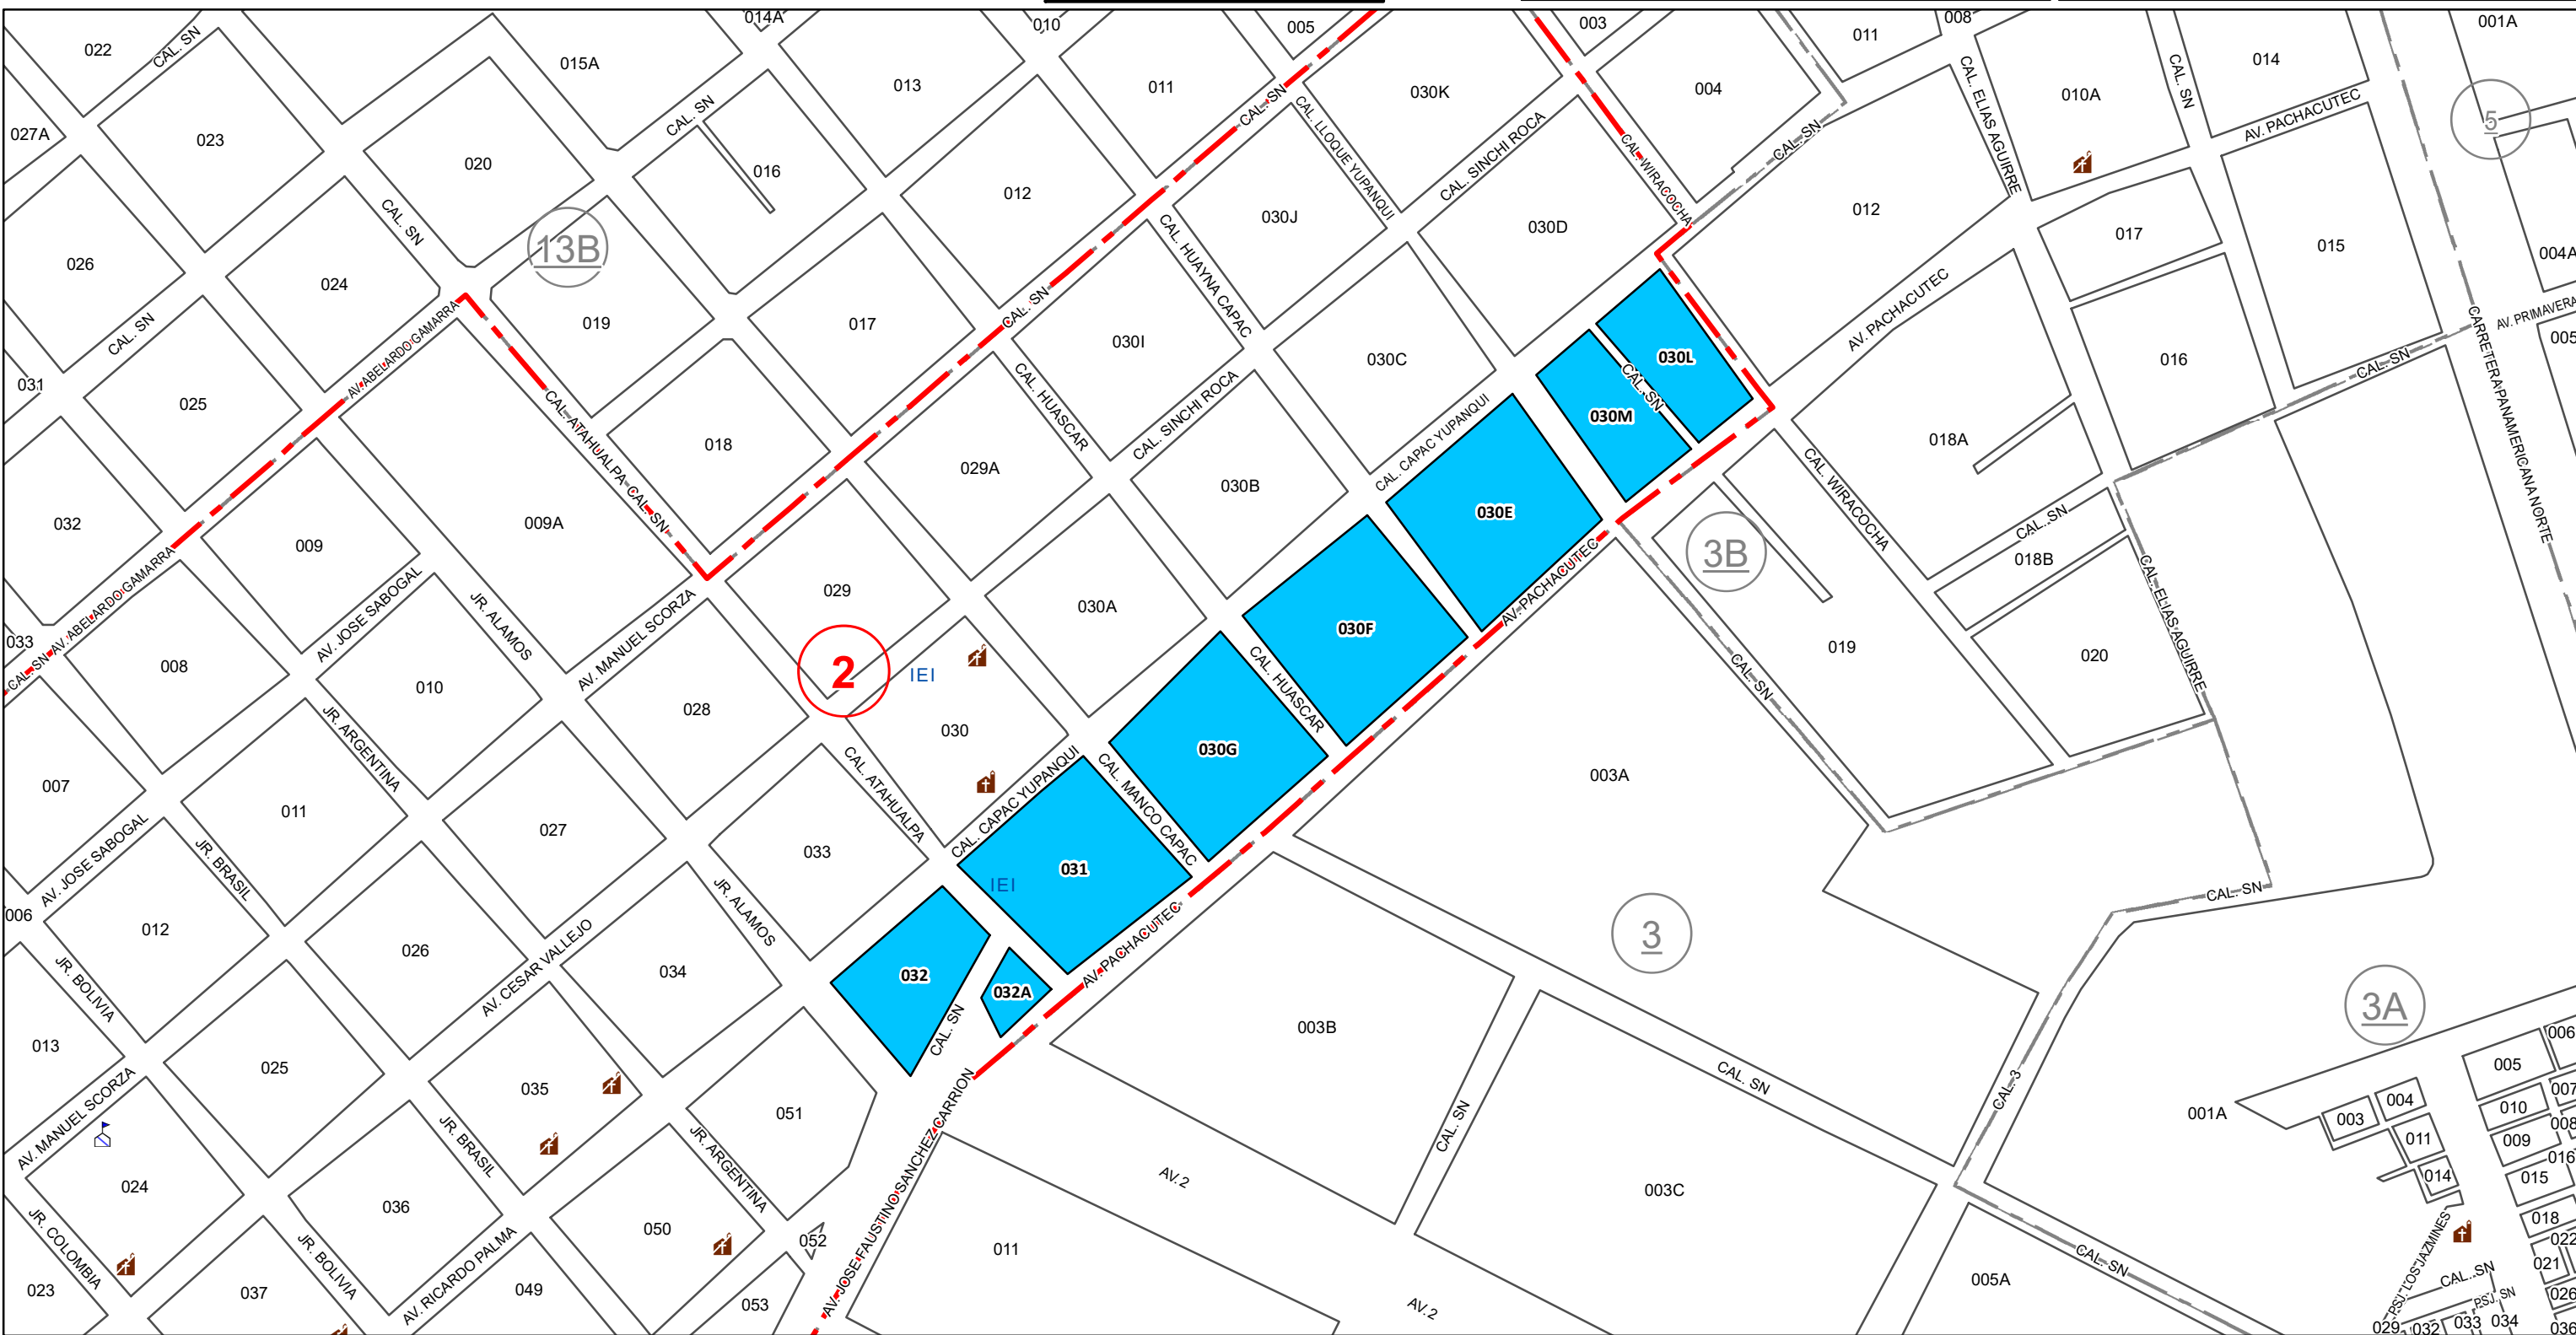 014A
010
005
003
008
001A
022
CAL. SN
015A
013
011
030K
004
011
CAL. ELIAS AGUIRRE
010A
CAL. SN
014
AV. PACHACUTEC
5
027A
023
020
CAL. SN
016
012
CAL. SN
CAL. LLOQUE YUPANQUI
CAL. SINCHI ROCA
CAL. WIRACOCHA
CAL. SN
026
024
CAL. SN
13B
019
017
030J
030D
012
017
015
004A
CAL. SN
CAL. HUAYNA CAPAC
CAL. SN
030I
030C
030L
AV. PACHACUTEC
016
CAL. SN
AV. PRIMAVERA
005
031
025
AV. ABELARDO GAMARRA
CAL. ATAHUALPA
CAL. SN
018
CAL. HUASCAR
CAL. SINCHI ROCA
CAL. CAPAC YUPANQUI
030M
CAL. SN
018A
CARRETERA PANAMERICANA NORTE
032
009
009A
029A
030B
030E
CAL. WIRACOCHA
CAL. SN
3B
018B
AV. PACHACUTEC
033
CAL. SN
AV. ABELARDO GAMARRA
008
AV. JOSE SABOGAL
JR. ALAMOS
AV. MANUEL SCORZA
029
030A
030F
019
020
CAL. ELIAS AGUIRRE
CAL. SN
007
010
JR. ARGENTINA
028
2
IEI
030
CAL. HUASCAR
030G
003A
AV. JOSE SABOGAL
JR. BRASIL
011
027
033
CAL. ATAHUALPA
CAL. CAPAC YUPANQUI
CAL. MANCO CAPAC
031
IEI
006
012
026
AV. CESAR VALLEJO
JR. ALAMOS
034
032
032A
CAL. SN
AV. PACHACUTEC
3
CAL. SN
3A
013
JR. BOLIVIA
025
035
051
003B
CAL. SN
CAL. SN
CAL. 3
001A
AV. MANUEL SCORZA
024
JR. BRASIL
036
JR. ARGENTINA
AV. JOSE FAUSTINO SANCHEZ CARRION
AV. 2
003C
003
004
011
014
005
006
007
010
008
009
016
015
018
022
021
026
JR. COLOMBIA
023
037
JR. BOLIVIA
AV. RICARDO PALMA
049
050
052
053
011
AV. 2
005A
CAL. SN
PSJ. LOS JAZMINES
CAL. SN
PSJ. SN
029
032
033
034
036